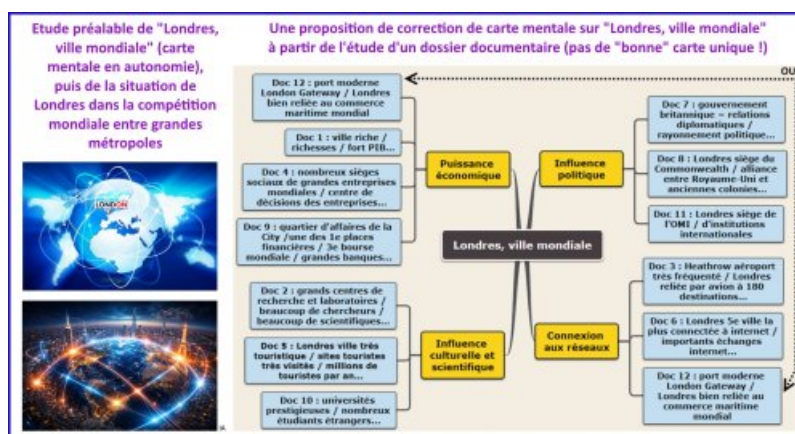 Etude préalable de "Londres,
ville mondiale" (carte
mentale en autonomie),
puis de la situation de
Londres dans la compétition
mondiale entre grandes
métropoles
LONDON
Une proposition de correction de carte mentale sur "Londres, ville mondiale"
à partir de l'étude d'un dossier documentaire (pas de "bonne" carte unique !)
OU
Doc 12 : port moderne
London Gateway / Londres
bien reliée au commerce
maritime mondial
Doc 1 : ville riche /
richesses / fort PIB...
Doc 4 : nombreux sièges
sociaux de grandes entreprises
mondiales / centre de
décisions des entreprises...
Doc 9 : quartier d'affaires de la
City /une des 1e places
financières / 3e bourse
mondiale / grandes banques...
Puissance
économique
Doc 2 : grands centres de
recherche et laboratoires /
beaucoup de chercheurs /
beaucoup de scientifiques...
Doc 5 : Londres ville très
touristique / sites touristes
très visités / millions de
touristes par an...
Doc 10 : universités
prestigieuses / nombreux
étudiants étrangers...
Influence
culturelle et
scientifique
Londres, ville mondiale
Influence
politique
Doc 7 : gouvernement
britannique = relations
diplomatiques /
rayonnement politique...
Doc 8 : Londres siège du
Commonwealth / alliance
entre Royaume-Uni et
anciennes colonies...
Doc 11 : Londres siège de
l'OMI / d'institutions
internationales
Connexion
aux réseaux
Doc 3 : Heathrow aéroport
très fréquenté / Londres
reliée par avion à 180
destinations...
Doc 6 : Londres 5e ville la
plus connectée à internet /
importants échanges
internet...
Doc 12 : port moderne
London Gateway /
Londres bien reliée au
commerce maritime
mondial